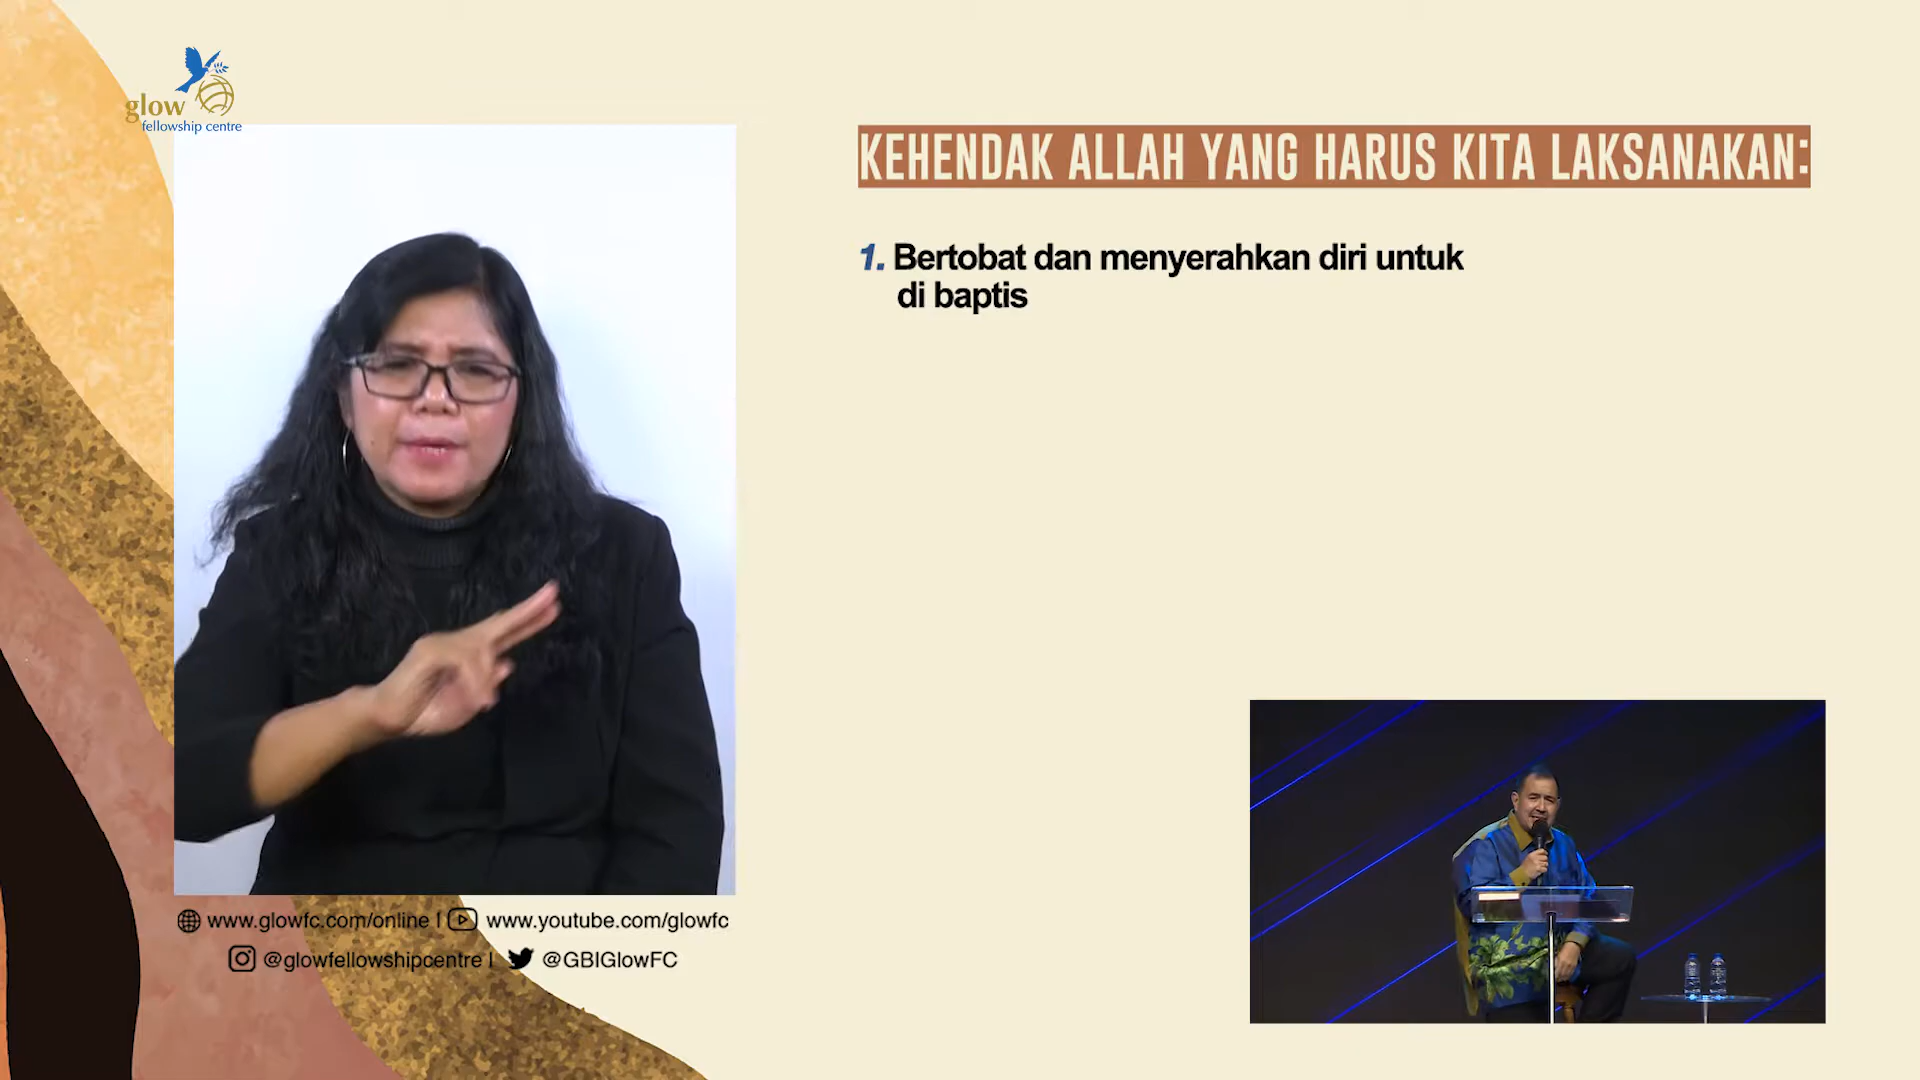 glow
fellowship centre
KEHENDAK ALLAH YANG HARUS KITA LAKSANAKAN:
1. Bertobat dan menyerahkan diri untuk
di baptis
www.glowfc.com/online | www.youtube.com/glowfc
@glowfellowshipcentre | @GBIGlowFC